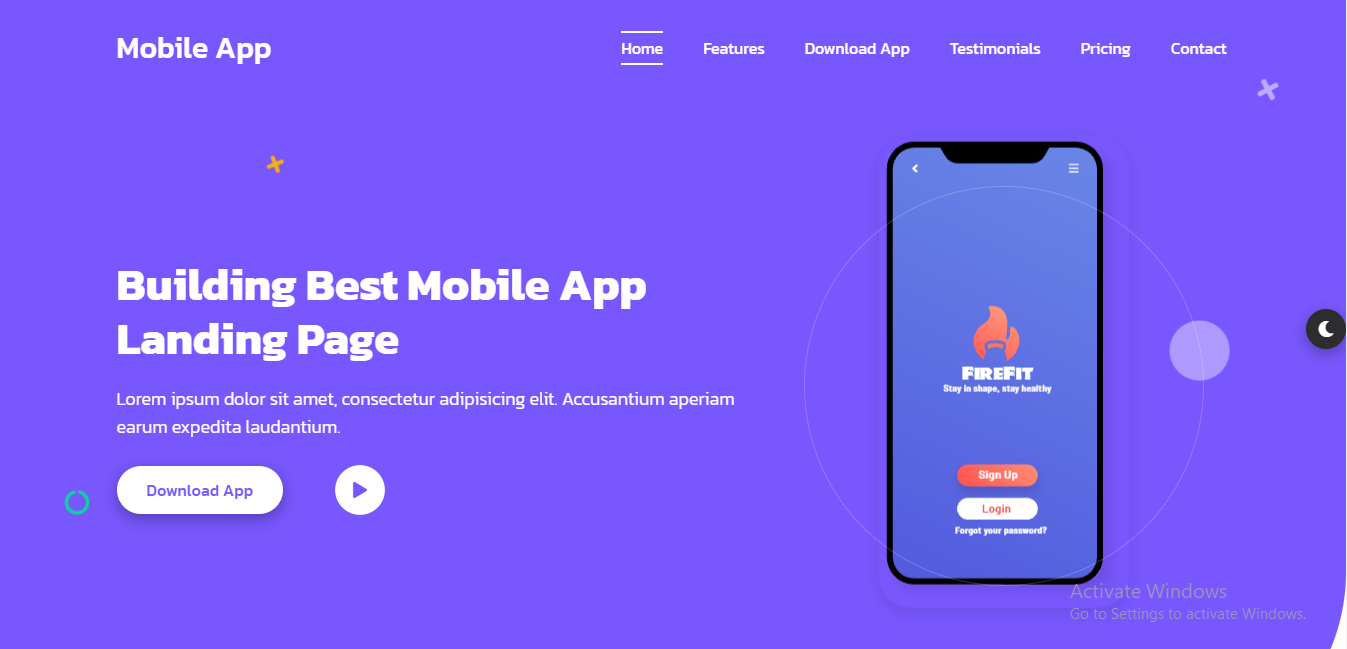 Mobile App
Home Features Download App Testimonials Pricing Contact
Building Best Mobile App
Landing Page
Lorem ipsum dolor sit amet, consectetur adipisicing elit. Accusantium aperiam
earum expedita laudantium.
Download App
FIREFIT
Stay in shape, stay healthy
Sign Up
Login
Forgot your password?
Activate Windows
Go to Settings to activate Windows.